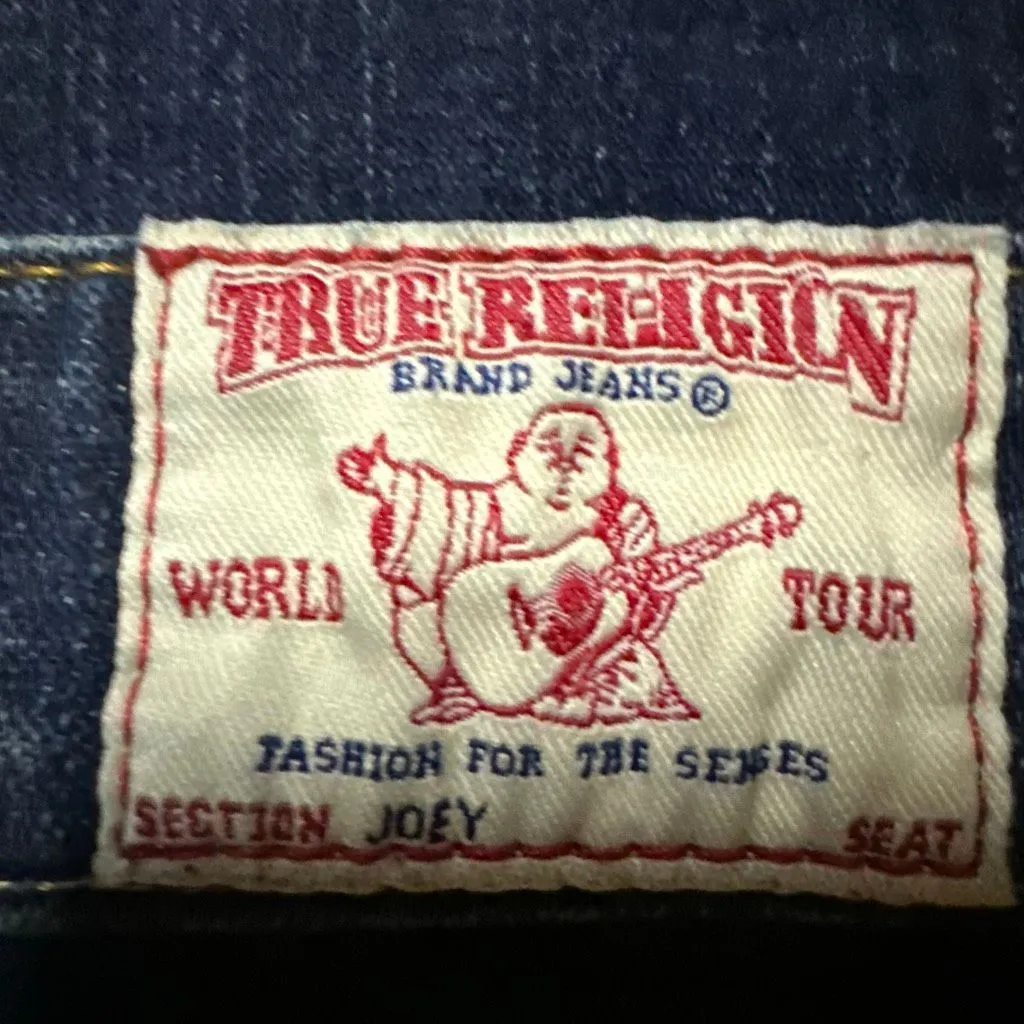 TRUE RELIGION
BRAND JEANS®
WORLD TOUR
FASHION FOR THE SENSES
SECTION JOEY SEAT